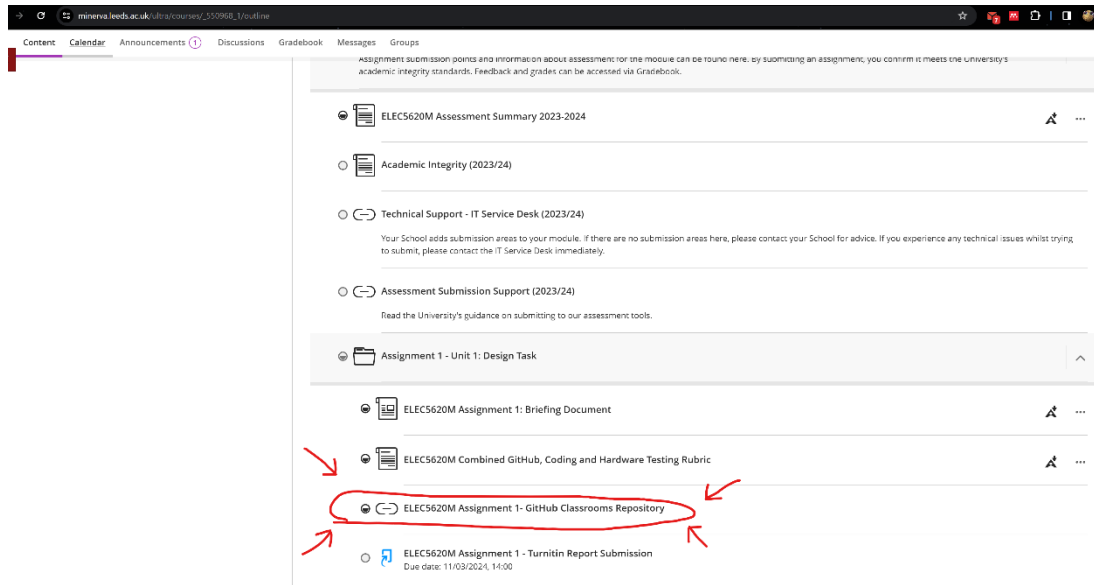 minerva.leeds.ac.uk/ultra/courses/_550968_1/outline
Content Calendar Announcements 1 Discussions Gradebook Messages Groups
Assignment submission points and information about assessment for the module can be found here. By submitting an assignment, you confirm it meets the University's
academic integrity standards. Feedback and grades can be accessed via Gradebook.
ELEC5620M Assessment Summary 2023-2024
Academic Integrity (2023/24)
Technical Support - IT Service Desk (2023/24)
Your School adds submission areas to your module. If there are no submission areas here, please contact your School for advice. If you experience any technical issues whilst trying
to submit, please contact the IT Service Desk immediately.
Assessment Submission Support (2023/24)
Read the University's guidance on submitting to our assessment tools.
Assignment 1 - Unit 1: Design Task
ELEC5620M Assignment 1: Briefing Document
ELEC5620M Combined GitHub, Coding and Hardware Testing Rubric
ELEC5620M Assignment 1- GitHub Classrooms Repository
ELEC5620M Assignment 1 - Turnitin Report Submission
Due date: 11/03/2024, 14:00